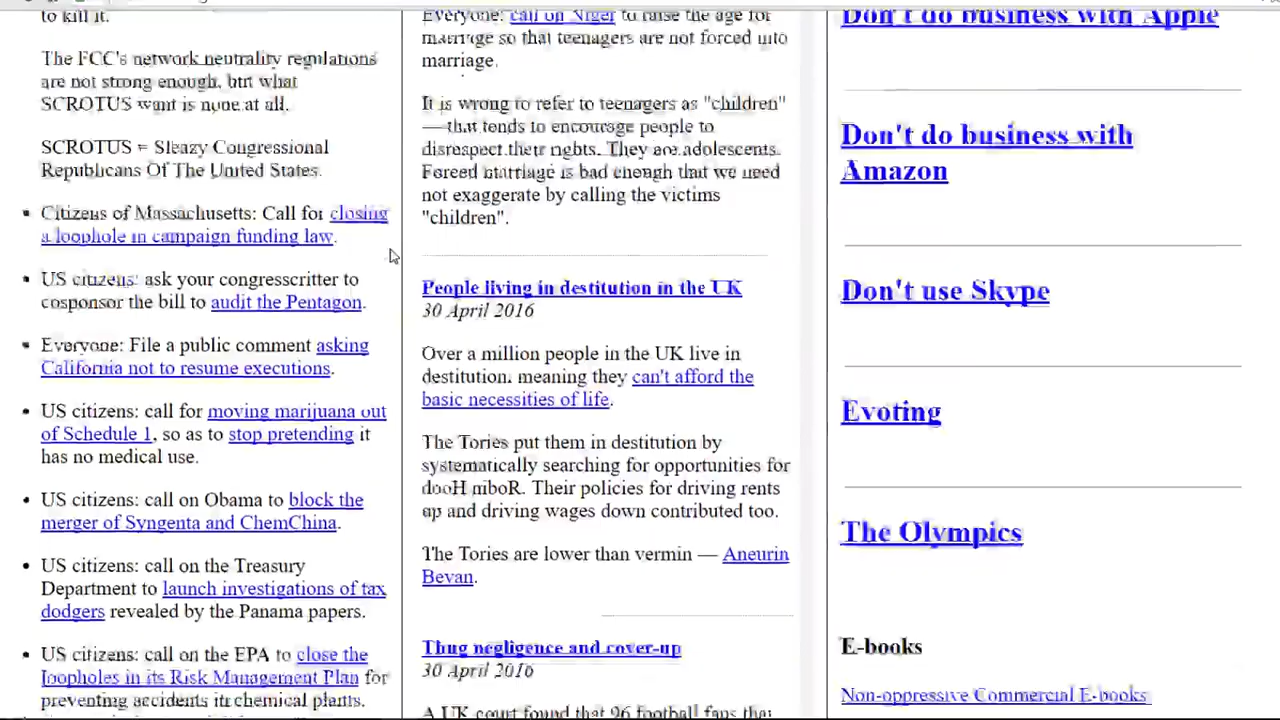 to kill it.
The FCC's network neutrality regulations
are not strong enough, but what
SCROTUS want is none at all.
SCROTUS = Sleazy Congressional
Republicans Of The United States.
Citizens of Massachusetts: Call for closing
a loophole in campaign funding law.
US citizens: ask your congresscritter to
cosponsor the bill to audit the Pentagon.
Everyone: File a public comment asking
California not to resume executions.
US citizens: call for moving marijuana out
of Schedule 1, so as to stop pretending it
has no medical use.
US citizens: call on Obama to block the
merger of Syngenta and ChemChina.
US citizens: call on the Treasury
Department to launch investigations of tax
dodgers revealed by the Panama papers.
US citizens: call on the EPA to close the
loopholes in its Risk Management Plan for
preventing accidents in chemical plants.
Everyone: call on Niger to raise the age for
marriage so that teenagers are not forced into
marriage.
It is wrong to refer to teenagers as "children"
—that tends to encourage people to
disrespect their rights. They are adolescents.
Forced marriage is bad enough that we need
not exaggerate by calling the victims
"children".
People living in destitution in the UK
30 April 2016
Over a million people in the UK live in
destitution, meaning they can't afford the
basic necessities of life.
The Tories put them in destitution by
systematically searching for opportunities for
dooH niboR. Their policies for driving rents
up and driving wages down contributed too.
The Tories are lower than vermin — Aneurin
Bevan.
Thug negligence and cover-up
30 April 2016
A UK court found that 96 football fans that
Don't do business with Apple
Don't do business with
Amazon
Don't use Skype
Evoting
The Olympics
E-books
Non-oppressive Commercial E-books